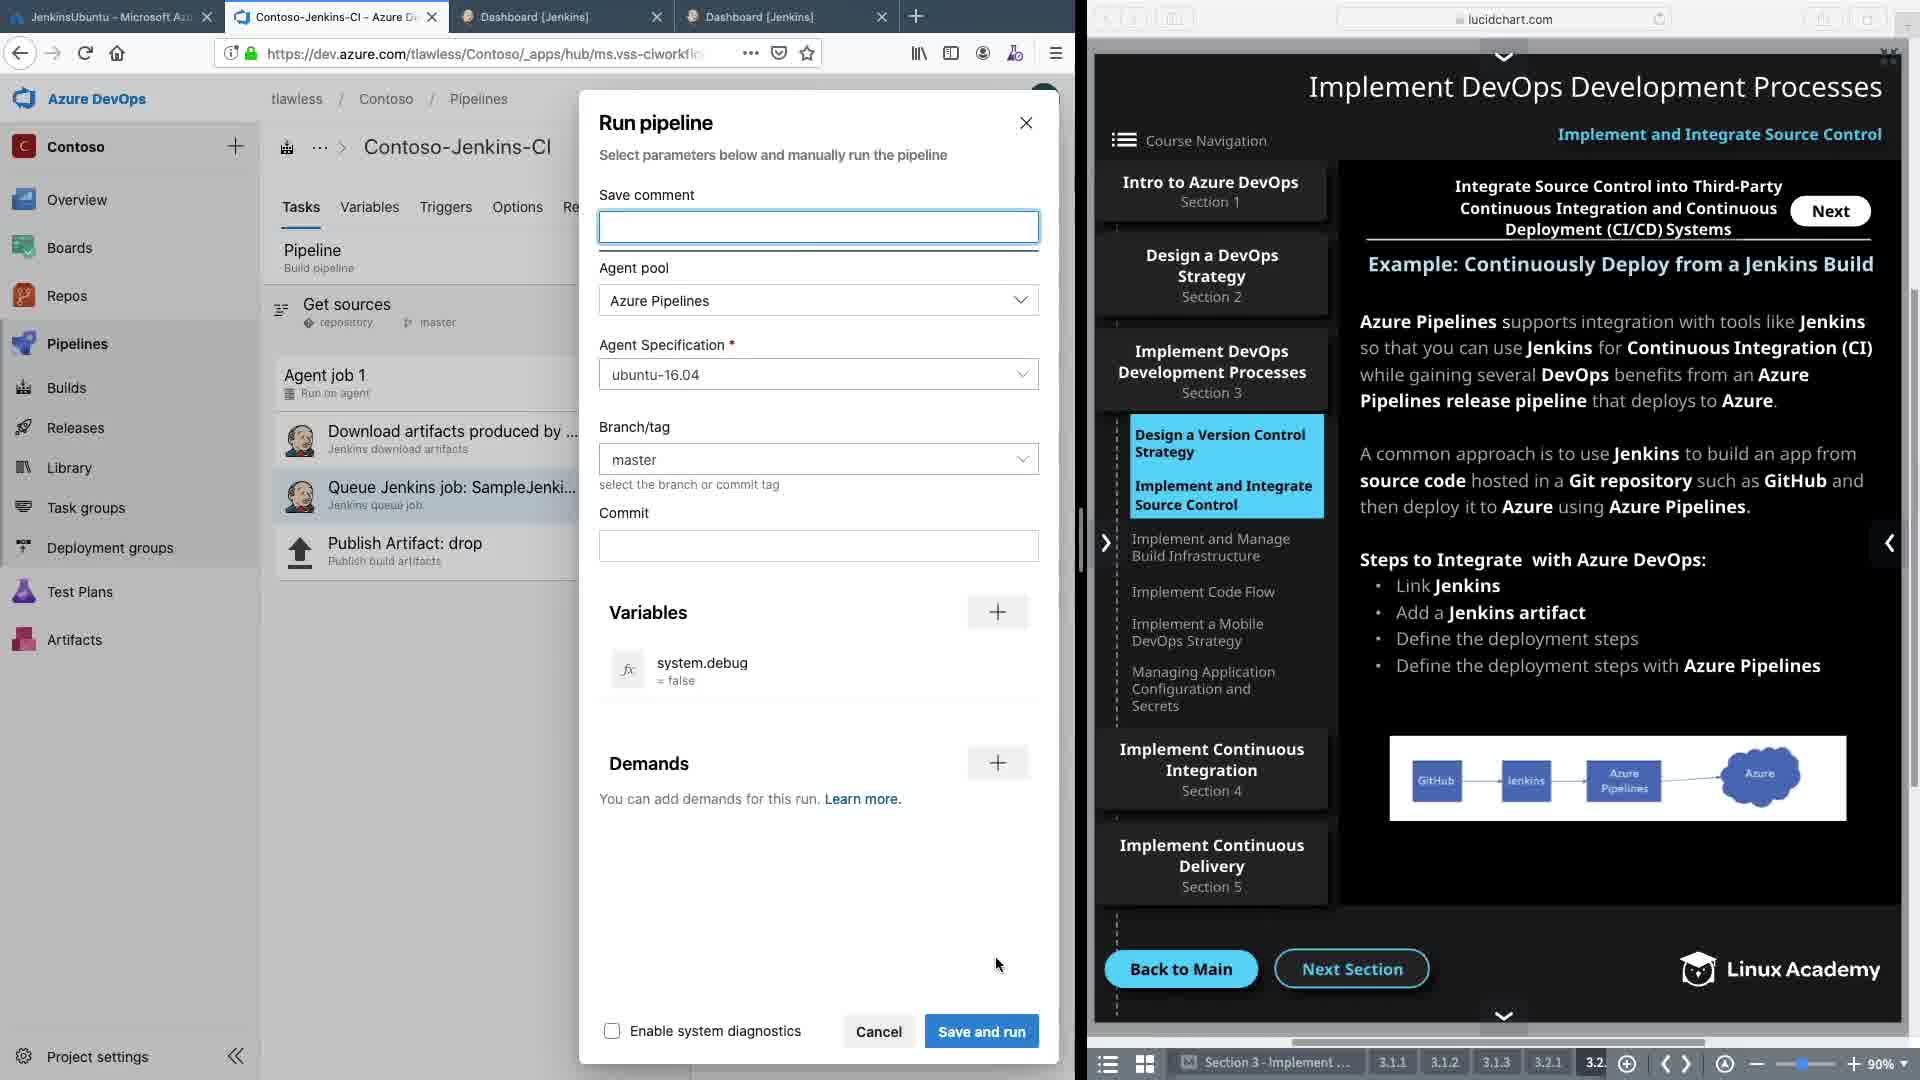 JenkinsUbuntu - Microsoft Az
Contoso-Jenkins-CI - Azure De
Dashboard [Jenkins]
Dashboard [Jenkins]
https://dev.azure.com/tlawless/Contoso/_apps/hub/ms.vss-ciworkflo
Azure DevOps
tlawless / Contoso / Pipelines
Contoso
Overview
Boards
Repos
Pipelines
Builds
Releases
Library
Task groups
Deployment groups
Test Plans
Artifacts
Project settings
Contoso-Jenkins-CI
Tasks
Variables
Triggers
Options
Re
Pipeline
Build pipeline
Get sources
repository
master
Agent job 1
Run on agent
Download artifacts produced by ...
Jenkins download artifacts
Queue Jenkins job: SampleJenki...
Jenkins queue job
Publish Artifact: drop
Publish build artifacts
Run pipeline
Select parameters below and manually run the pipeline
Save comment
Agent pool
Azure Pipelines
Agent Specification *
ubuntu-16.04
Branch/tag
master
select the branch or commit tag
Commit
Variables
fx
system.debug
= false
Demands
You can add demands for this run. Learn more.
Enable system diagnostics
Cancel
Save and run
lucidchart.com
Implement DevOps Development Processes
Course Navigation
Implement and Integrate Source Control
Intro to Azure DevOps
Section 1
Design a DevOps
Strategy
Section 2
Implement DevOps
Development Processes
Section 3
Design a Version Control
Strategy
Implement and Integrate
Source Control
Implement and Manage
Build Infrastructure
Implement Code Flow
Implement a Mobile
DevOps Strategy
Managing Application
Configuration and
Secrets
Implement Continuous
Integration
Section 4
Implement Continuous
Delivery
Section 5
Integrate Source Control into Third-Party
Continuous Integration and Continuous
Deployment (CI/CD) Systems
Next
Example: Continuously Deploy from a Jenkins Build
Azure Pipelines supports integration with tools like Jenkins
so that you can use Jenkins for Continuous Integration (CI)
while gaining several DevOps benefits from an Azure
Pipelines release pipeline that deploys to Azure.
A common approach is to use Jenkins to build an app from
source code hosted in a Git repository such as GitHub and
then deploy it to Azure using Azure Pipelines.
Steps to Integrate with Azure DevOps:
• Link Jenkins
• Add a Jenkins artifact
• Define the deployment steps
• Define the deployment steps with Azure Pipelines
GitHub
Jenkins
Azure
Pipelines
Azure
Back to Main
Next Section
Linux Academy
Section 3 - Implement ...
3.1.1
3.1.2
3.1.3
3.2.1
3.2.
90%